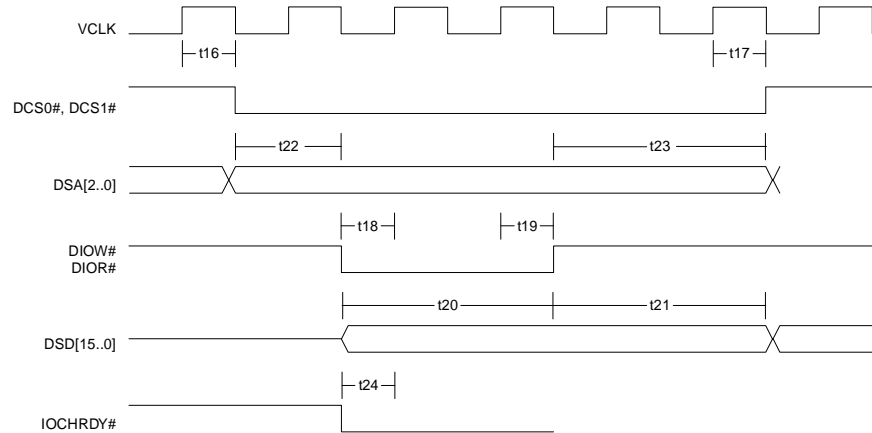 VCLK
t16
t17
DCS0#, DCS1#
t22
t23
DSA[2..0]
t18
t19
DIOW#
DIOR#
t20
t21
DSD[15..0]
t24
IOCHRDY#